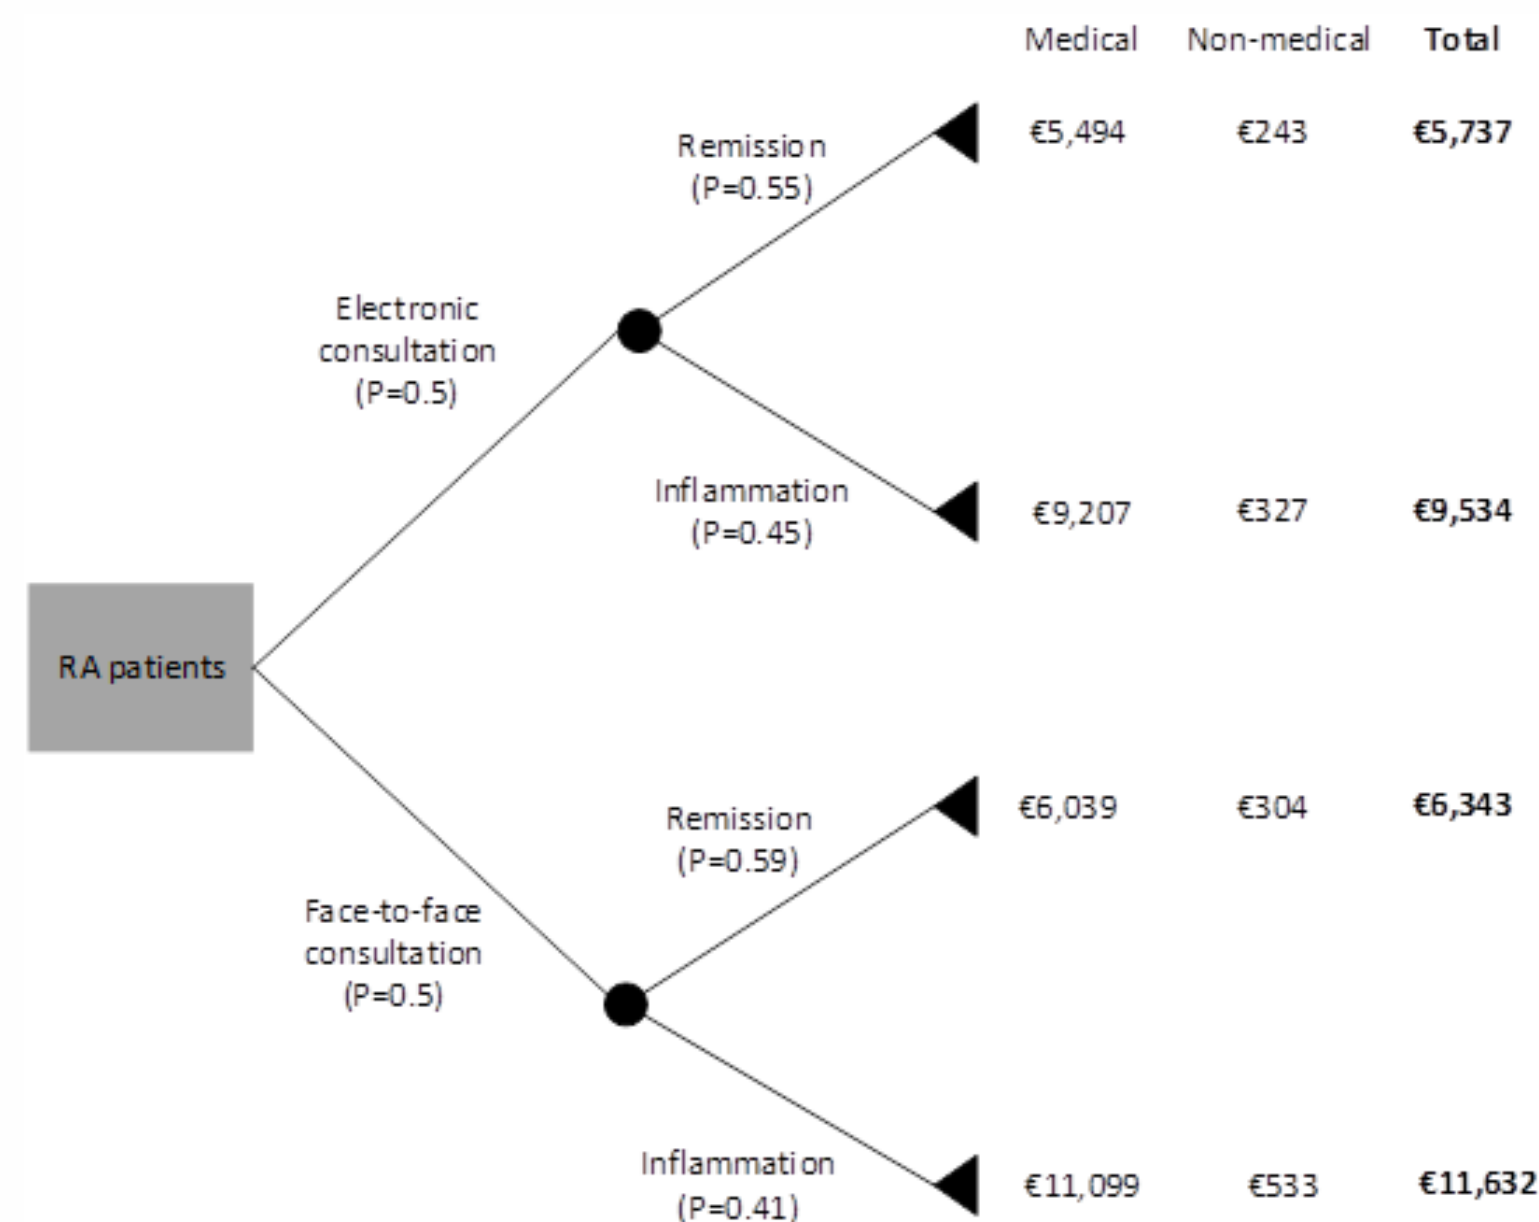 Medical Non-medical Total
Remission
(P=0.55)
€5,494 €243 €5,737
Electronic
consultation
(P=0.5)
Inflammation
(P=0.45)
€9,207 €327 €9,534
RA patients
Remission
(P=0.59)
€6,039 €304 €6,343
Face-to-face
consultation
(P=0.5)
Inflammation
(P=0.41)
€11,099 €533 €11,632